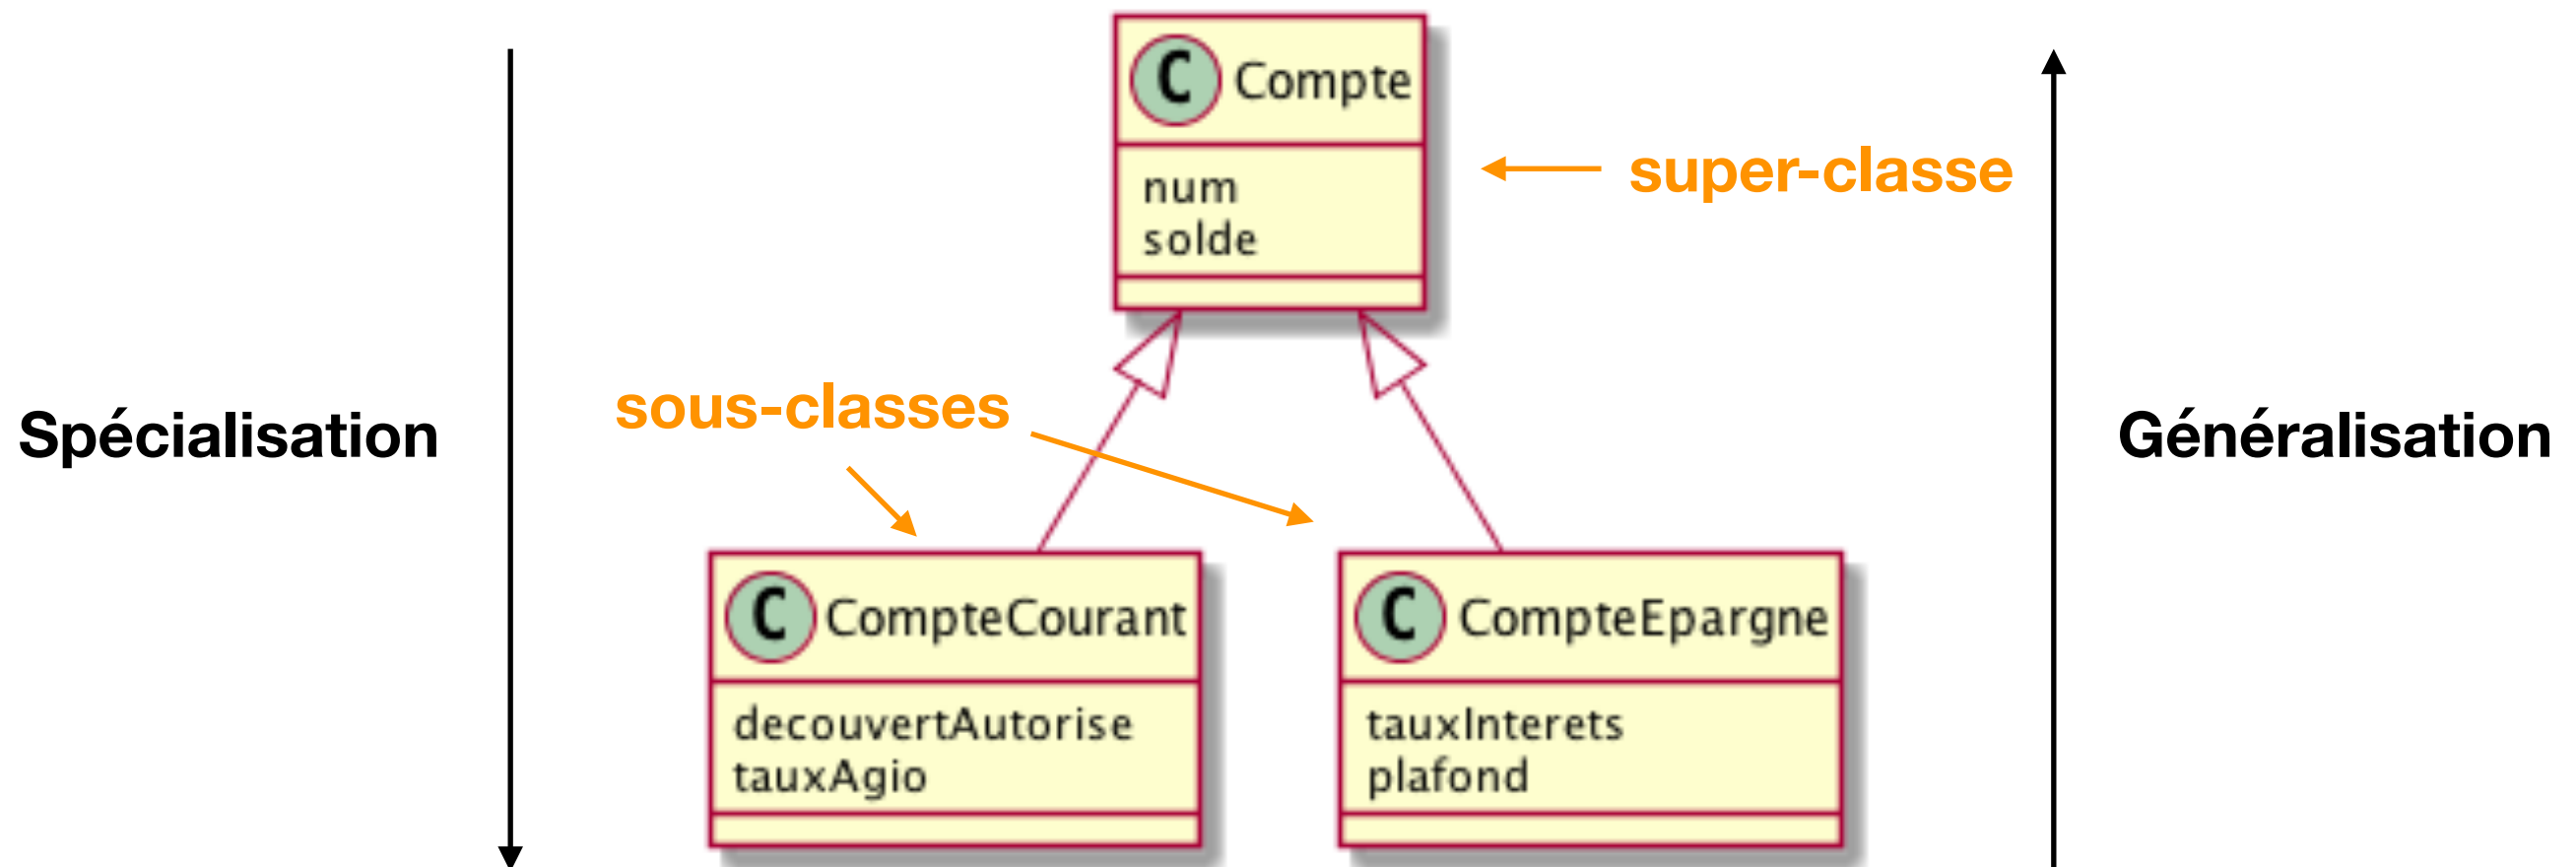 C Compte
num
solde
super-classe
Spécialisation
sous-classes
Généralisation
C CompteCourant
decouvertAutorise
tauxAgio
C CompteEpargne
tauxInterets
plafond